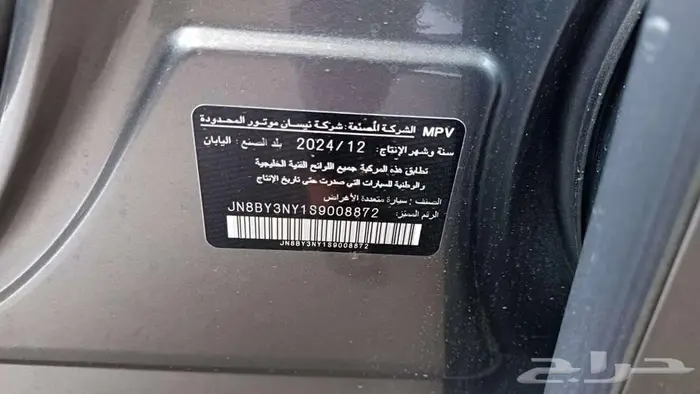 MPV الشركة المصنعة : شركة نيسان موتور المحدودة
سنة وشهر الإنتاج: 2024/12 بلد الصنع : اليابان
تطابق هذه المركبة جميع اللوائح الفنية الخليجية
والوطنية للسيارات التي صدرت حتى تاريخ الإنتاج
الصنف : سيارة متعددة الأغراض
الرقم المميز: JN8BY3NY1S9008872
JN8BY3NY1S9008872
حراج